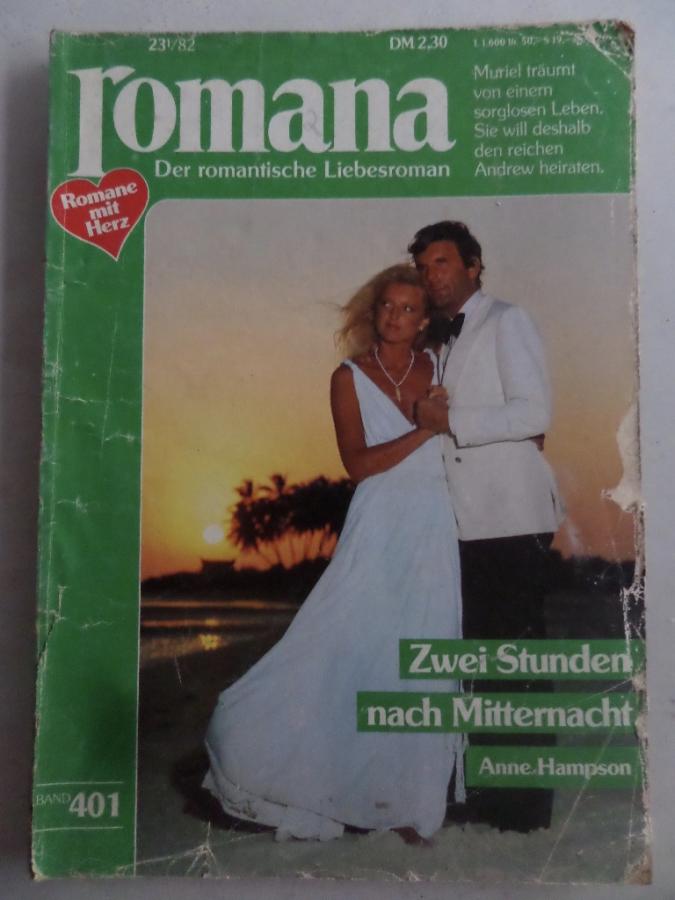 23¹/82
DM 2,30
romana
Der romantische Liebesroman
Muriel träumt
von einem
sorglosen Leben.
Sie will deshalb
den reichen
Andrew heiraten.
Romane
mit
Herz
Zwei Stunden
nach Mitternacht
Anne Hampson
BAND 401